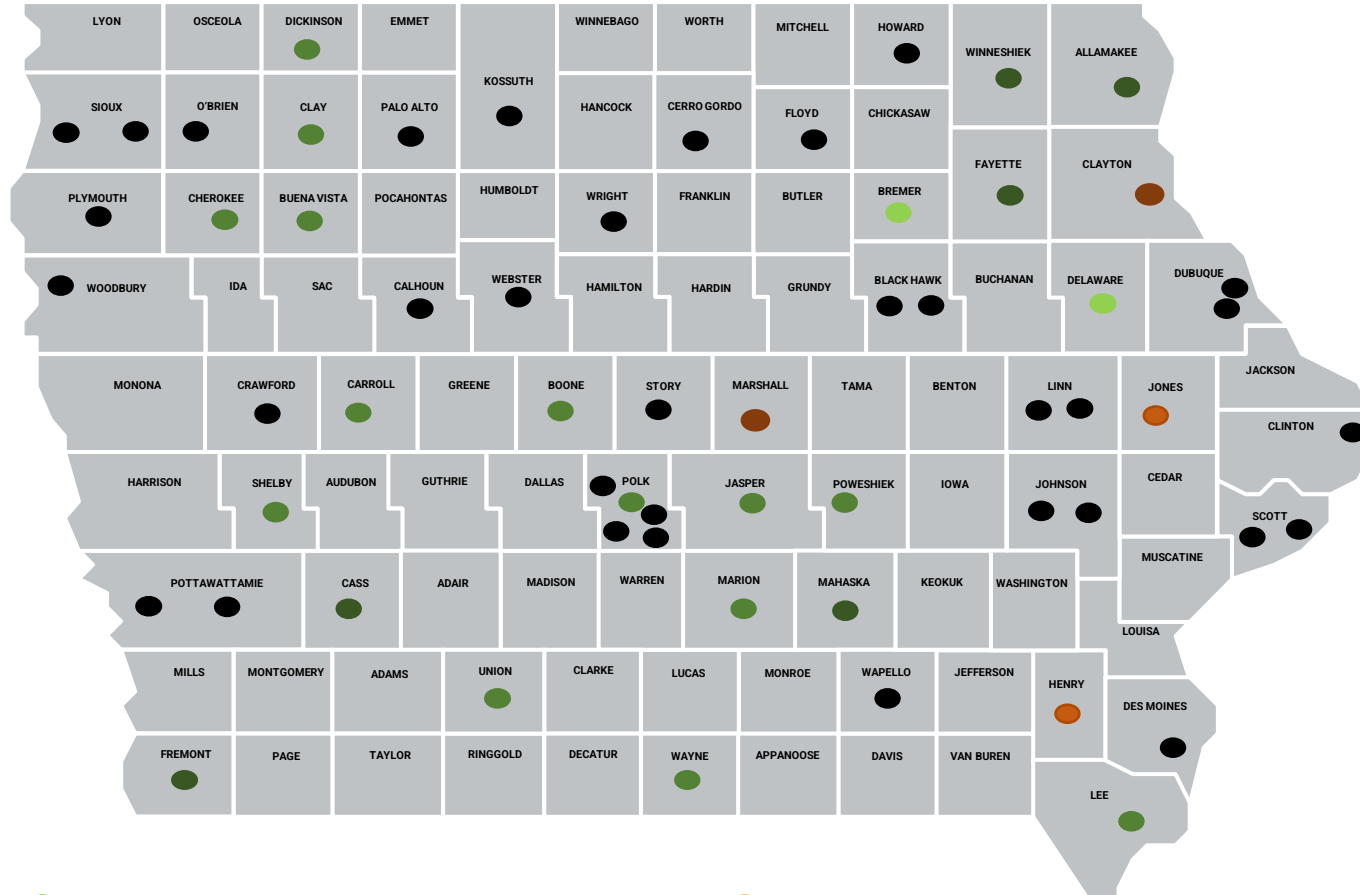 LYON
OSCEOLA
DICKINSON
EMMET
WINNEBAGO
WORTH
MITCHELL
HOWARD
WINNESHIEK
ALLAMAKEE
KOSSUTH
SIOUX
O'BRIEN
CLAY
PALO ALTO
HANCOCK
CERRO GORDO
FLOYD
CHICKASAW
FAYETTE
CLAYTON
PLYMOUTH
CHEROKEE
BUENA VISTA
POCAHONTAS
HUMBOLDT
WRIGHT
FRANKLIN
BUTLER
BREMER
WOODBURY
IDA
SAC
CALHOUN
WEBSTER
HAMILTON
HARDIN
GRUNDY
BLACK HAWK
BUCHANAN
DELAWARE
DUBUQUE
MONONA
CRAWFORD
CARROLL
GREENE
BOONE
STORY
MARSHALL
TAMA
BENTON
LINN
JONES
JACKSON
CLINTON
HARRISON
SHELBY
AUDUBON
GUTHRIE
DALLAS
POLK
JASPER
POWESHIEK
IOWA
JOHNSON
CEDAR
SCOTT
MUSCATINE
POTTAWATTAMIE
CASS
ADAIR
MADISON
WARREN
MARION
MAHASKA
KEOKUK
WASHINGTON
LOUISA
MILLS
MONTGOMERY
ADAMS
UNION
CLARKE
LUCAS
MONROE
WAPELLO
JEFFERSON
HENRY
DES MOINES
FREMONT
PAGE
TAYLOR
RINGGOLD
DECATUR
WAYNE
APPANOOSE
DAVIS
VAN BUREN
LEE